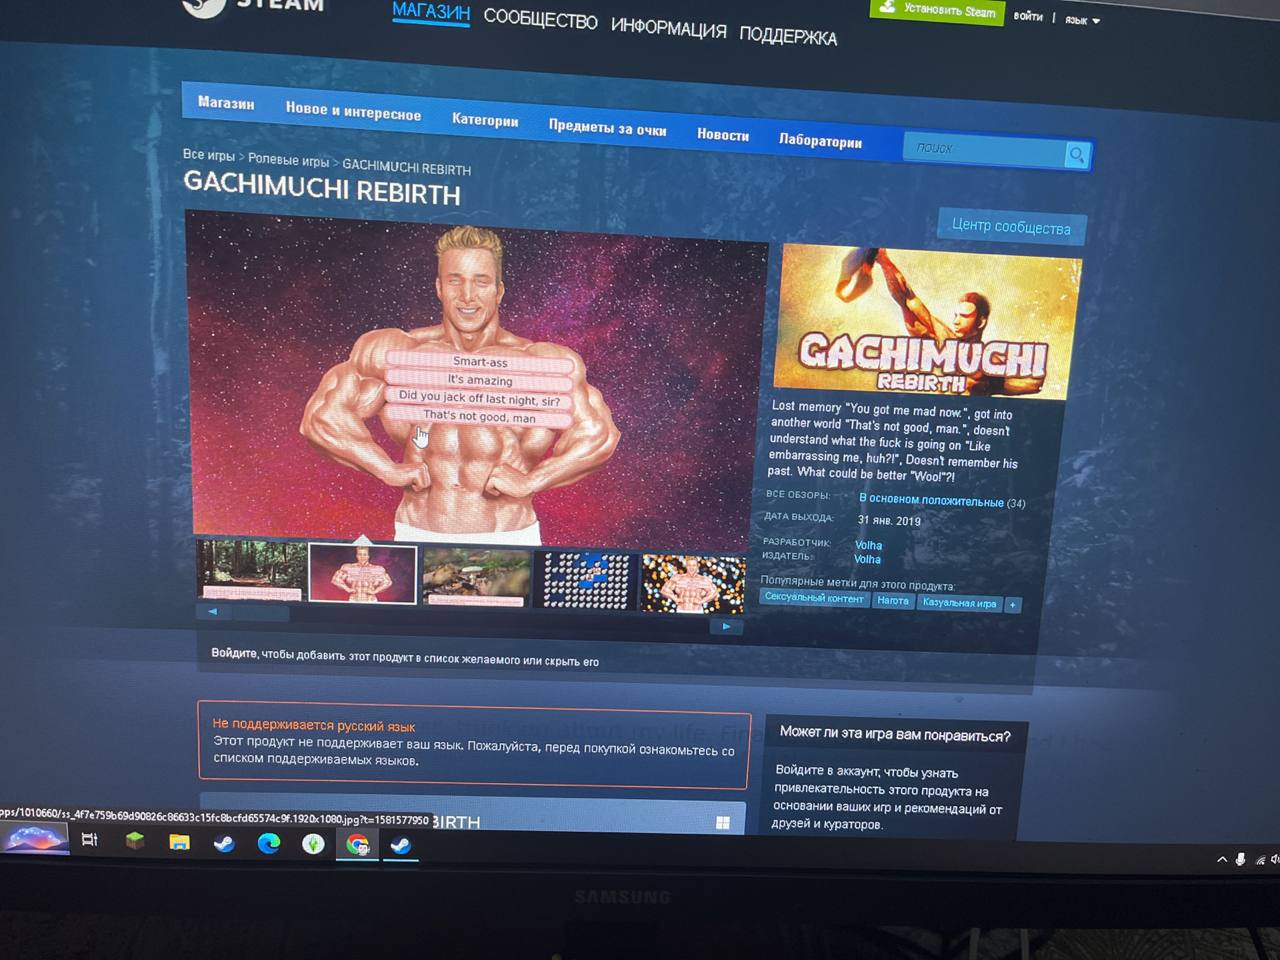 STEAM
МАГАЗИН СООБЩЕСТВО ИНФОРМАЦИЯ ПОДДЕРЖКА
Установить Steam
войти | язык
Магазин Новое и интересное Категории Предметы за очки Новости Лаборатории
поиск
Все игры > Ролевые игры > GACHIMUCHI REBIRTH
GACHIMUCHI REBIRTH
Центр сообщества
Smart-ass
It's amazing
Did you jack off last night, sir?
That's not good, man
GACHIMUCHI
REBIRTH
Lost memory "You got me mad now.", got into
another world "That's not good, man.", doesn't
understand what the fuck is going on "Like
embarrassing me, huh?!", Doesn't remember his
past. What could be better "Woo!"?!
ВСЕ ОБЗОРЫ: В основном положительные (34)
ДАТА ВЫХОДА: 31 янв. 2019
РАЗРАБОТЧИК: Volha
ИЗДАТЕЛЬ: Volha
Популярные метки для этого продукта:
Сексуальный контент Нагота Казуальная игра +
Войдите, чтобы добавить этот продукт в список желаемого или скрыть его
Не поддерживается русский язык
Этот продукт не поддерживает ваш язык. Пожалуйста, перед покупкой ознакомьтесь со
списком поддерживаемых языков.
Может ли эта игра вам понравиться?
Войдите в аккаунт, чтобы узнать
привлекательность этого продукта на
основании ваших игр и рекомендаций от
друзей и кураторов.
apps/1010660/ss_4f7e759b69d90826c86633c15fc8bcfd65574c9f.1920x1080.jpg?t=1581577950
BIRTH
SAMSUNG